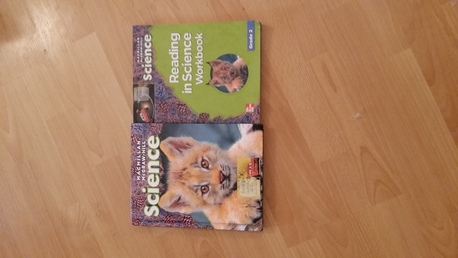 MACMILLAN
McGRAW-HILL
Science
MACMILLAN
McGRAW-HILL
Science
Reading
in Science
Workbook
Grade 2